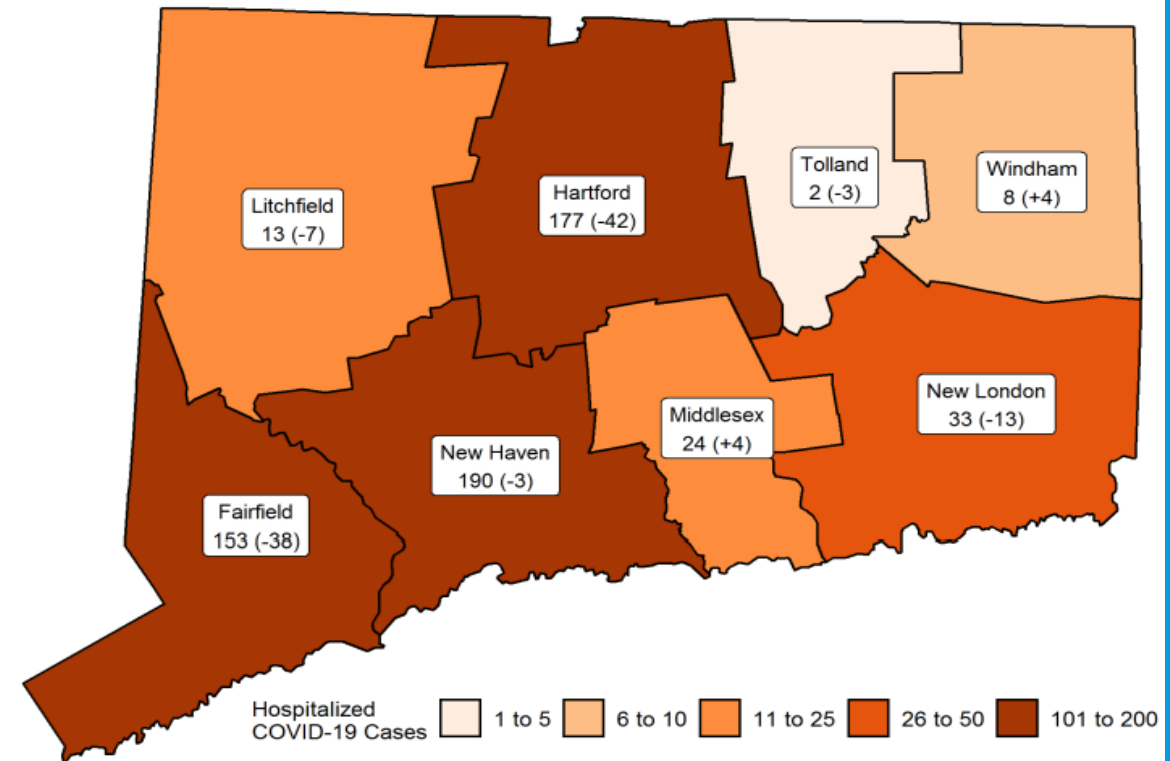 Litchfield
13 (-7)
Hartford
177 (-42)
Tolland
2 (-3)
Windham
8 (+4)
Fairfield
153 (-38)
New Haven
190 (-3)
Middlesex
24 (+4)
New London
33 (-13)
Hospitalized
COVID-19 Cases
1 to 5
6 to 10
11 to 25
26 to 50
101 to 200